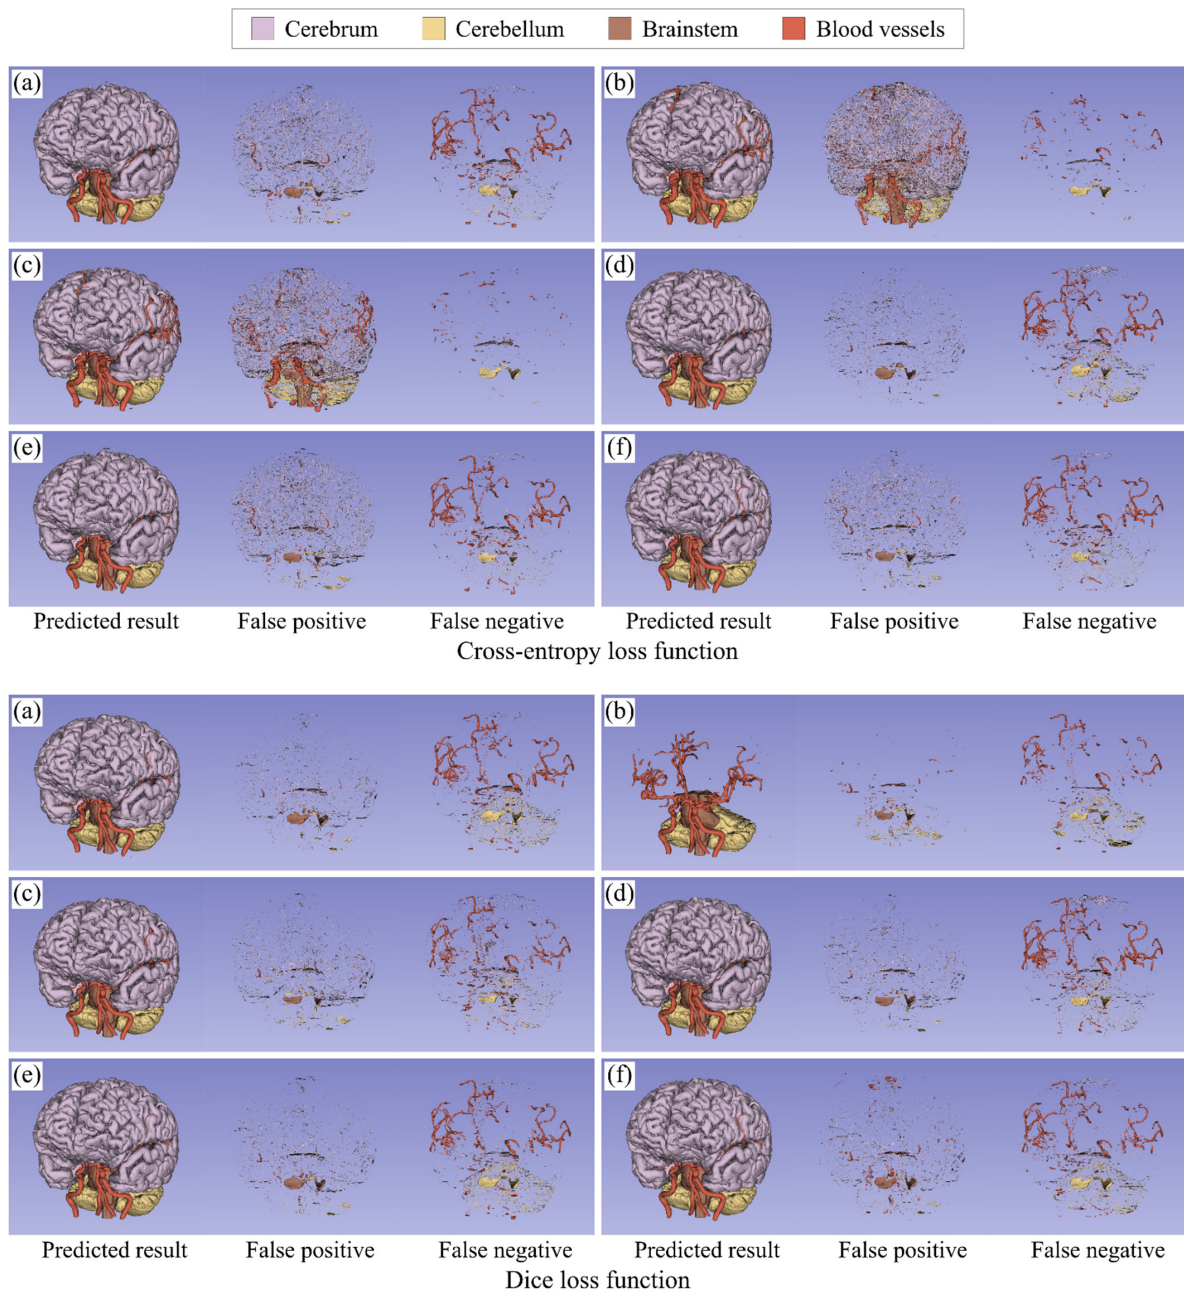 Cerebrum Cerebellum Brainstem Blood vessels
(a) (b)
(c) (d)
(e) (f)
Predicted result False positive False negative Predicted result False positive False negative
Cross-entropy loss function
(a) (b)
(c) (d)
(e) (f)
Predicted result False positive False negative Predicted result False positive False negative
Dice loss function